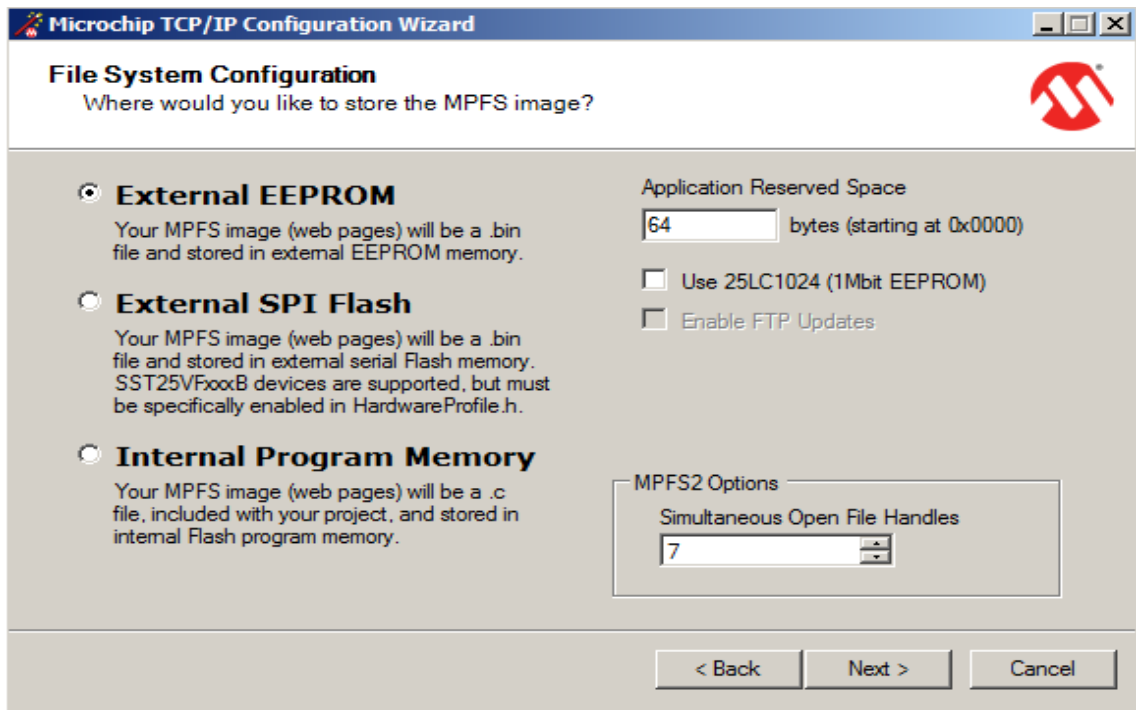 Microchip TCP/IP Configuration Wizard
File System Configuration
Where would you like to store the MPFS image?
External EEPROM
Your MPFS image (web pages) will be a .bin
file and stored in external EEPROM memory.
External SPI Flash
Your MPFS image (web pages) will be a .bin
file and stored in external serial Flash memory.
SST25VFxxxB devices are supported, but must
be specifically enabled in HardwareProfile.h.
Internal Program Memory
Your MPFS image (web pages) will be a .c
file, included with your project, and stored in
internal Flash program memory.
Application Reserved Space
64 bytes (starting at 0x0000)
Use 25LC1024 (1Mbit EEPROM)
Enable FTP Updates
MPFS2 Options
Simultaneous Open File Handles
7
< Back Next > Cancel